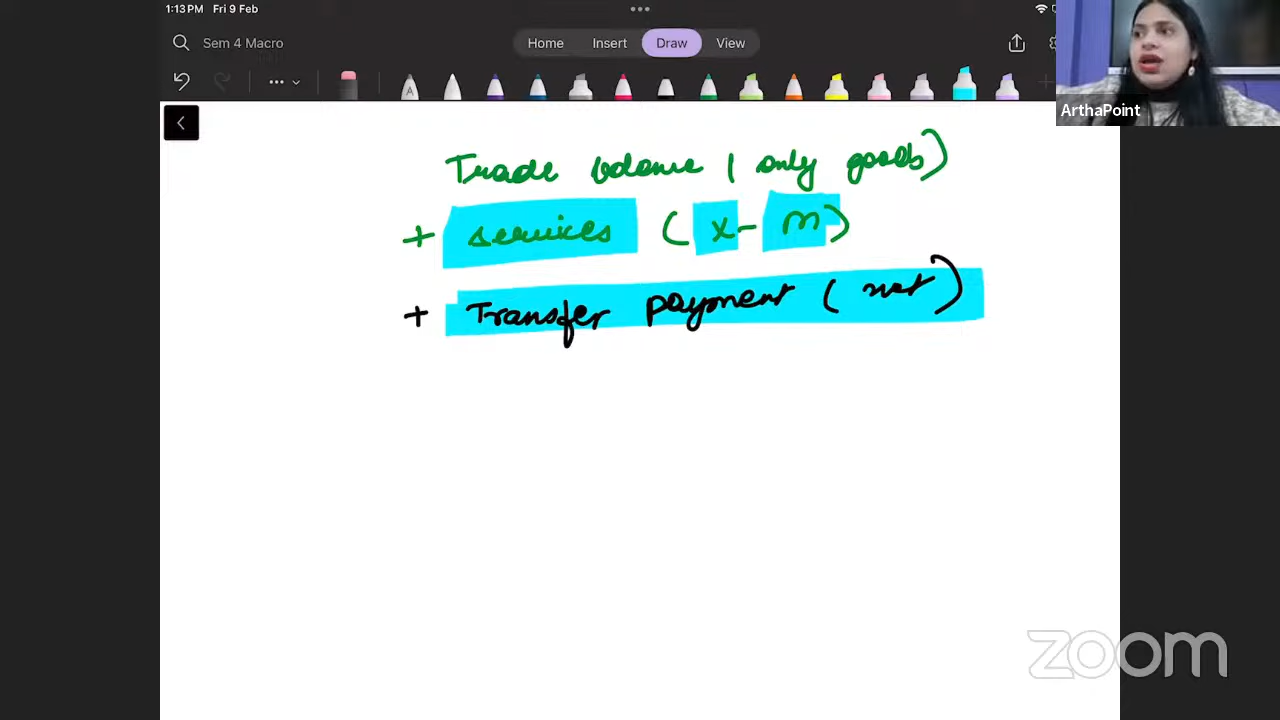 1:13 PM Fri 9 Feb
Sem 4 Macro
Home Insert Draw View
A
ArthaPoint
Trade balance ( only goods)
+ services ( X - M )
+ Transfer payment ( net )
zoom